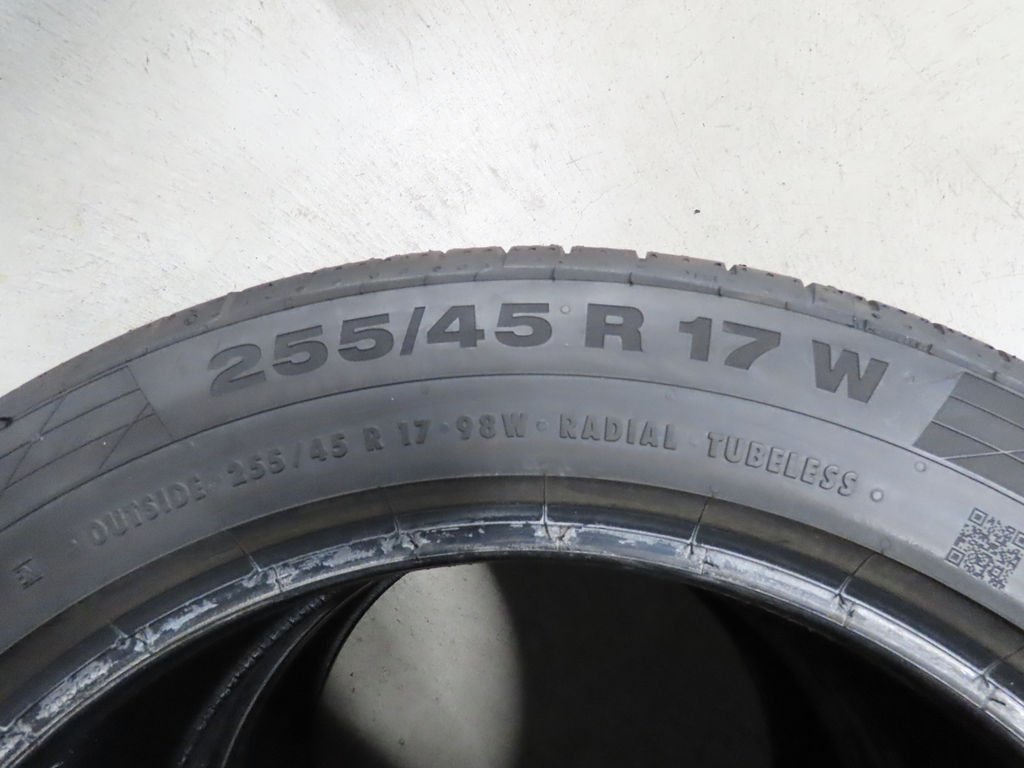 255/45 R 17 W
OUTSIDE · 255/45 R 17 · 98W · RADIAL TUBELESS